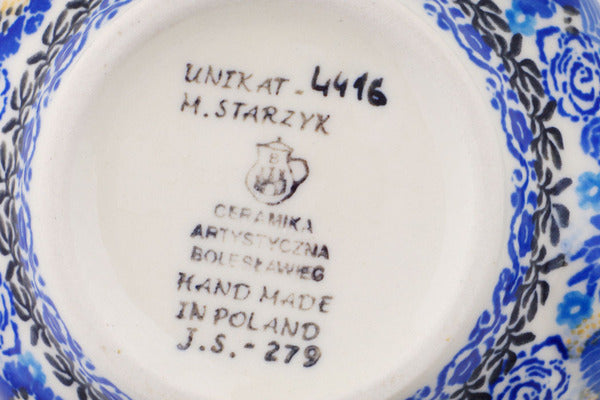 UNIKAT - 4416
M. STARZYK
B
CERAMIKA
ARTYSTYCZNA
BOLESŁAWIEC
HAND MADE
IN POLAND
J.S. - 279